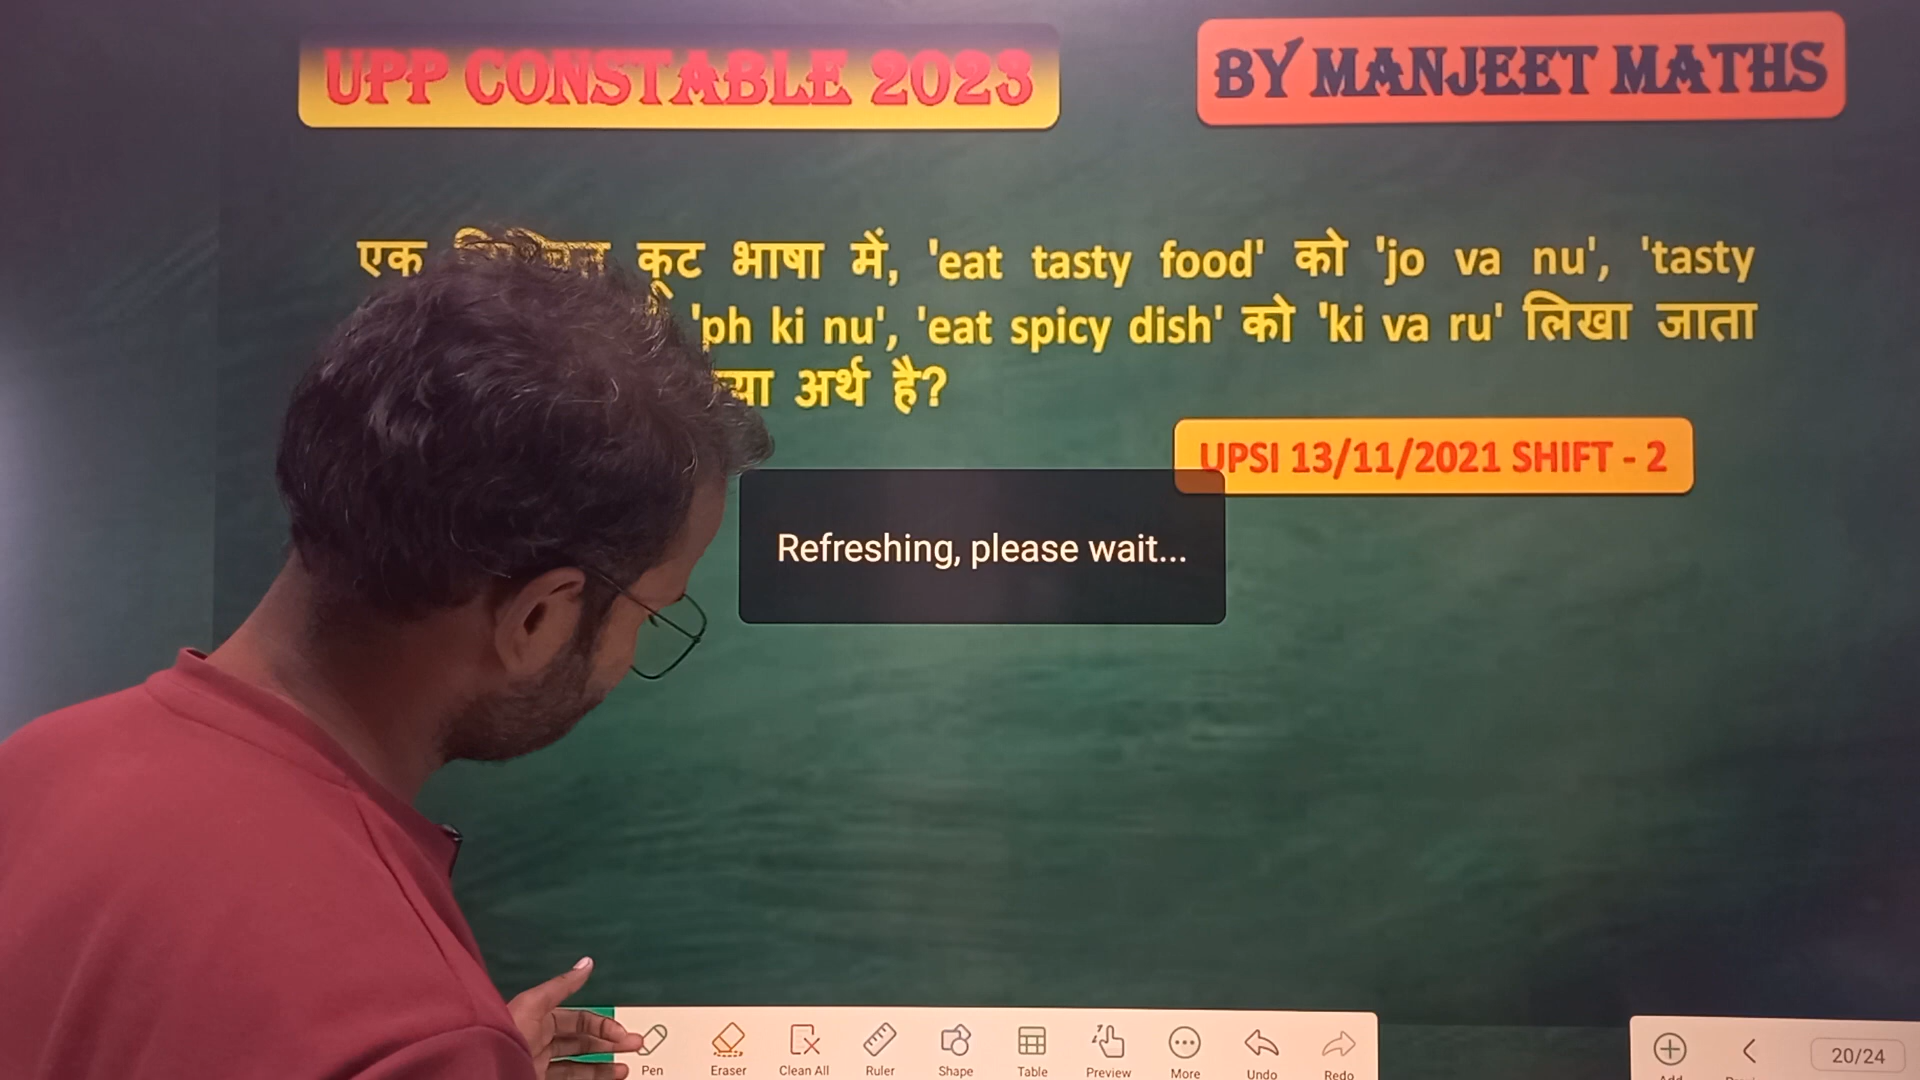 UPP CONSTABLE 2023
BY MANJEET MATHS
एक कूट भाषा में, 'eat tasty food' को 'jo va nu', 'tasty
'ph ki nu', 'eat spicy dish' को 'ki va ru' लिखा जाता
अर्थ है?
UPSI 13/11/2021 SHIFT - 2
Refreshing, please wait...
Pen Eraser Clean All Ruler Shape Table Preview More Undo Redo
20/24